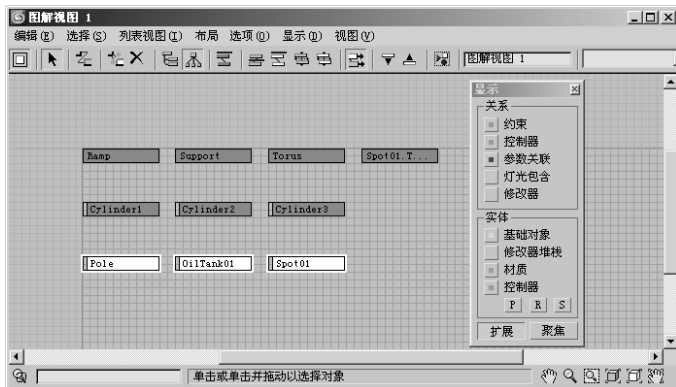 图解视图 1
编辑(E) 选择(S) 列表视图(I) 布局 选项(O) 显示(D) 视图(V)
图解视图 1
显示
关系
约束
控制器
参数关联
灯光包含
修改器
实体
基础对象
修改器堆栈
材质
控制器
P R S
扩展 聚焦
Ramp Support Torus Spot01.T...
Cylinder1 Cylinder2 Cylinder3
Pole OilTank01 Spot01
单击或单击并拖动以选择对象